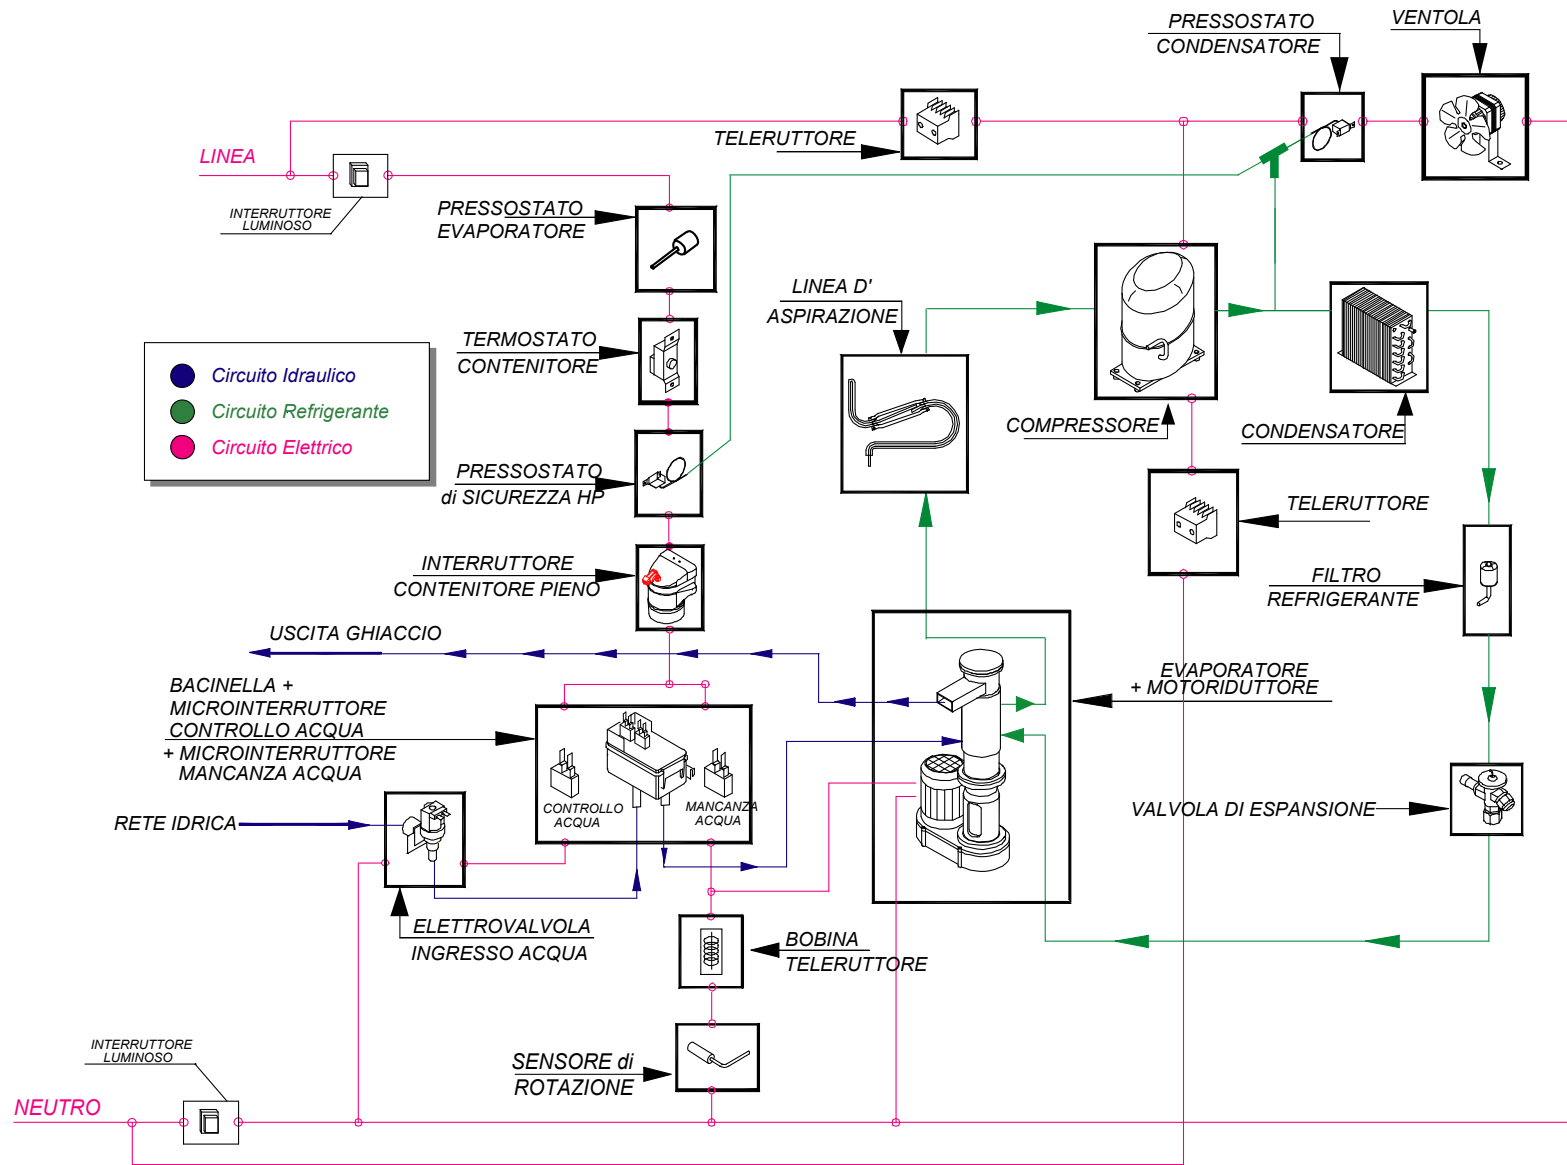 PRESSOSTATO
CONDENSATORE
VENTOLA
TELERUTTORE
LINEA
INTERRUTTORE
LUMINOSO
PRESSOSTATO
EVAPORATORE
LINEA D'
ASPIRAZIONE
TERMOSTATO
CONTENITORE
Circuito Idraulico
Circuito Refrigerante
Circuito Elettrico
COMPRESSORE
CONDENSATORE
PRESSOSTATO
di SICUREZZA HP
TELERUTTORE
INTERRUTTORE
CONTENITORE PIENO
FILTRO
REFRIGERANTE
USCITA GHIACCIO
EVAPORATORE
+ MOTORIDUTTORE
BACINELLA +
MICROINTERRUTTORE
CONTROLLO ACQUA
+ MICROINTERRUTTORE
MANCANZA ACQUA
CONTROLLO
ACQUA
MANCANZA
ACQUA
RETE IDRICA
VALVOLA DI ESPANSIONE
ELETTROVALVOLA
INGRESSO ACQUA
BOBINA
TELERUTTORE
INTERRUTTORE
LUMINOSO
SENSORE di
ROTAZIONE
NEUTRO